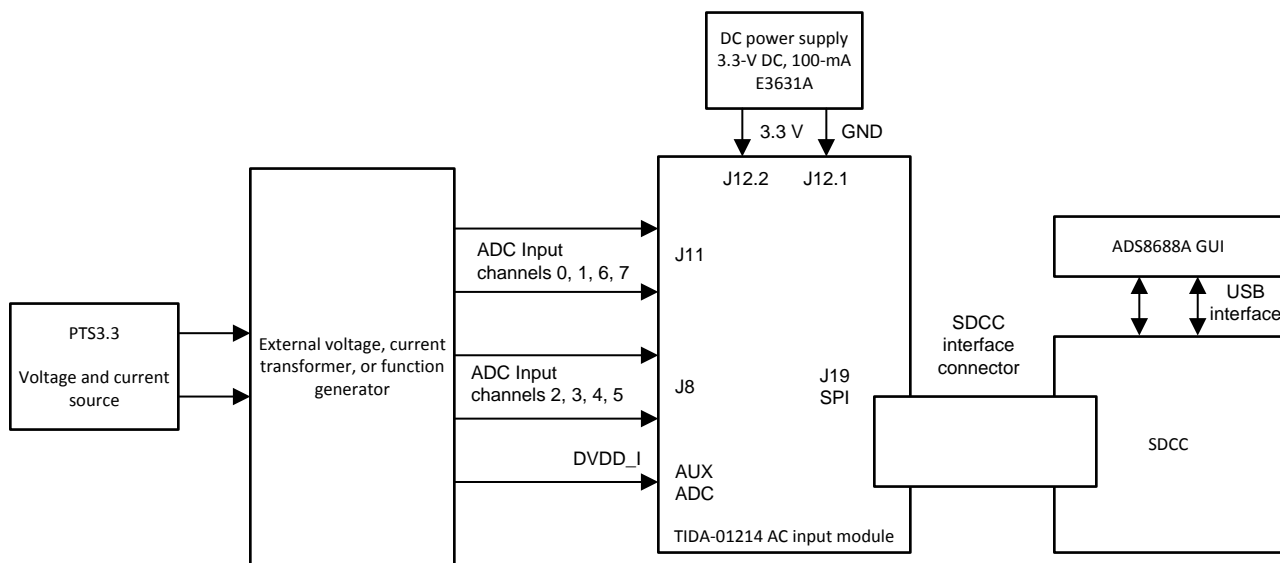 DC power supply
3.3-V DC, 100-mA
E3631A
3.3 V
GND
J12.2
J12.1
ADC Input
channels 0, 1, 6, 7
J11
ADS8688A GUI
USB
interface
PTS3.3
Voltage and current
source
External voltage, current
transformer, or function
generator
SDCC
interface
connector
ADC Input
channels 2, 3, 4, 5
J8
J19
SPI
SDCC
DVDD_I
AUX
ADC
TIDA-01214 AC input module